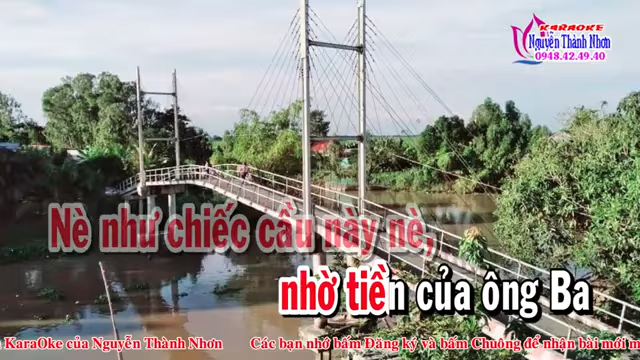 KARAOKE
Nguyễn Thành Nhơn
0948.42.49.40
Nè như chiếc cầu này nè,
nhờ tiền của ông Ba
KaraOke của Nguyễn Thành Nhơn Các bạn nhớ bấm Đăng ký và bấm Chuông để nhận bài mới m